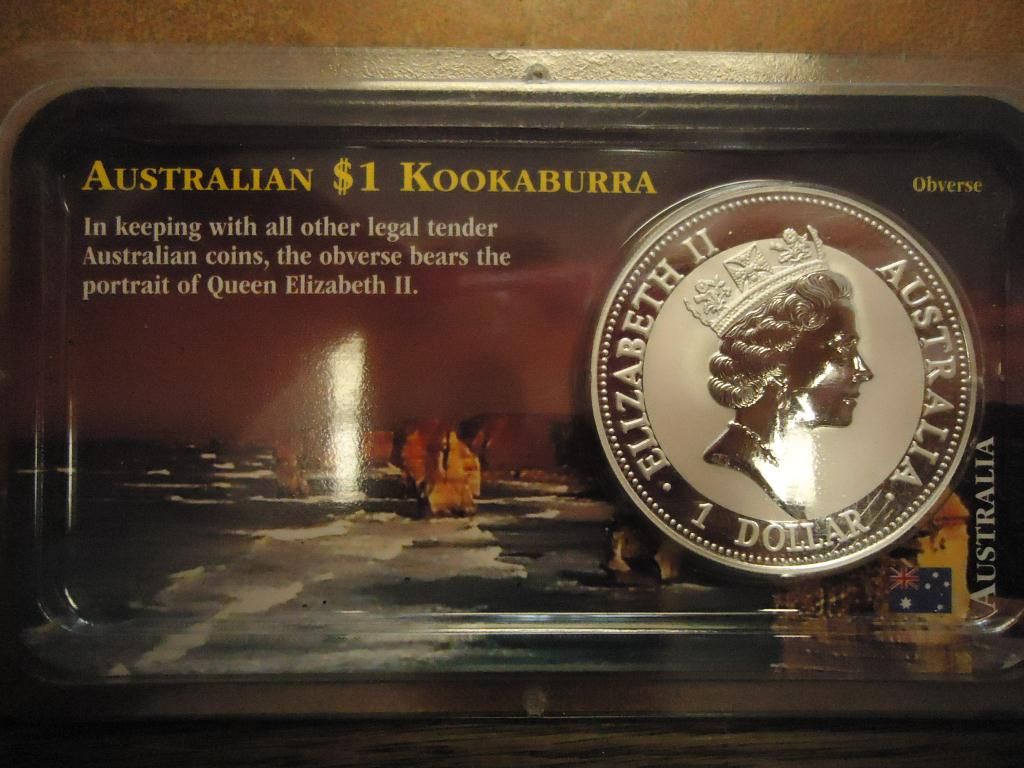 AUSTRALIAN $1 KOOKABURRA
Obverse
In keeping with all other legal tender
Australian coins, the obverse bears the
portrait of Queen Elizabeth II.
· ELIZABETH II
AUSTRALIA ·
1 DOLLAR
AUSTRALIA